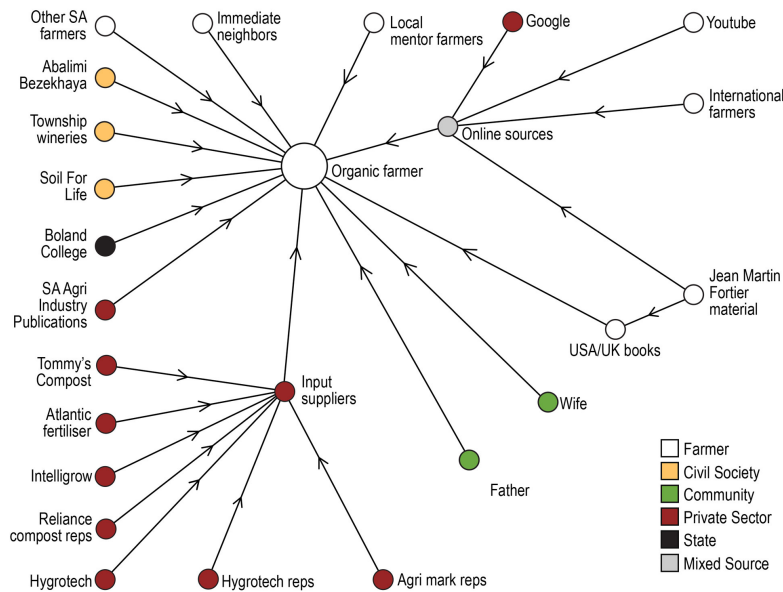 Other SA
farmers
Immediate
neighbors
Local
mentor farmers
Google
Youtube
Abalimi
Bezekhaya
International
farmers
Township
wineries
Online sources
Organic farmer
Soil For
Life
Boland
College
SA Agri
Industry
Publications
Jean Martin
Fortier
material
USA/UK books
Tommy's
Compost
Input
suppliers
Wife
Atlantic
fertiliser
Intelligrow
Father
Reliance
compost reps
Hygrotech
Hygrotech reps
Agri mark reps
Farmer
Civil Society
Community
Private Sector
State
Mixed Source